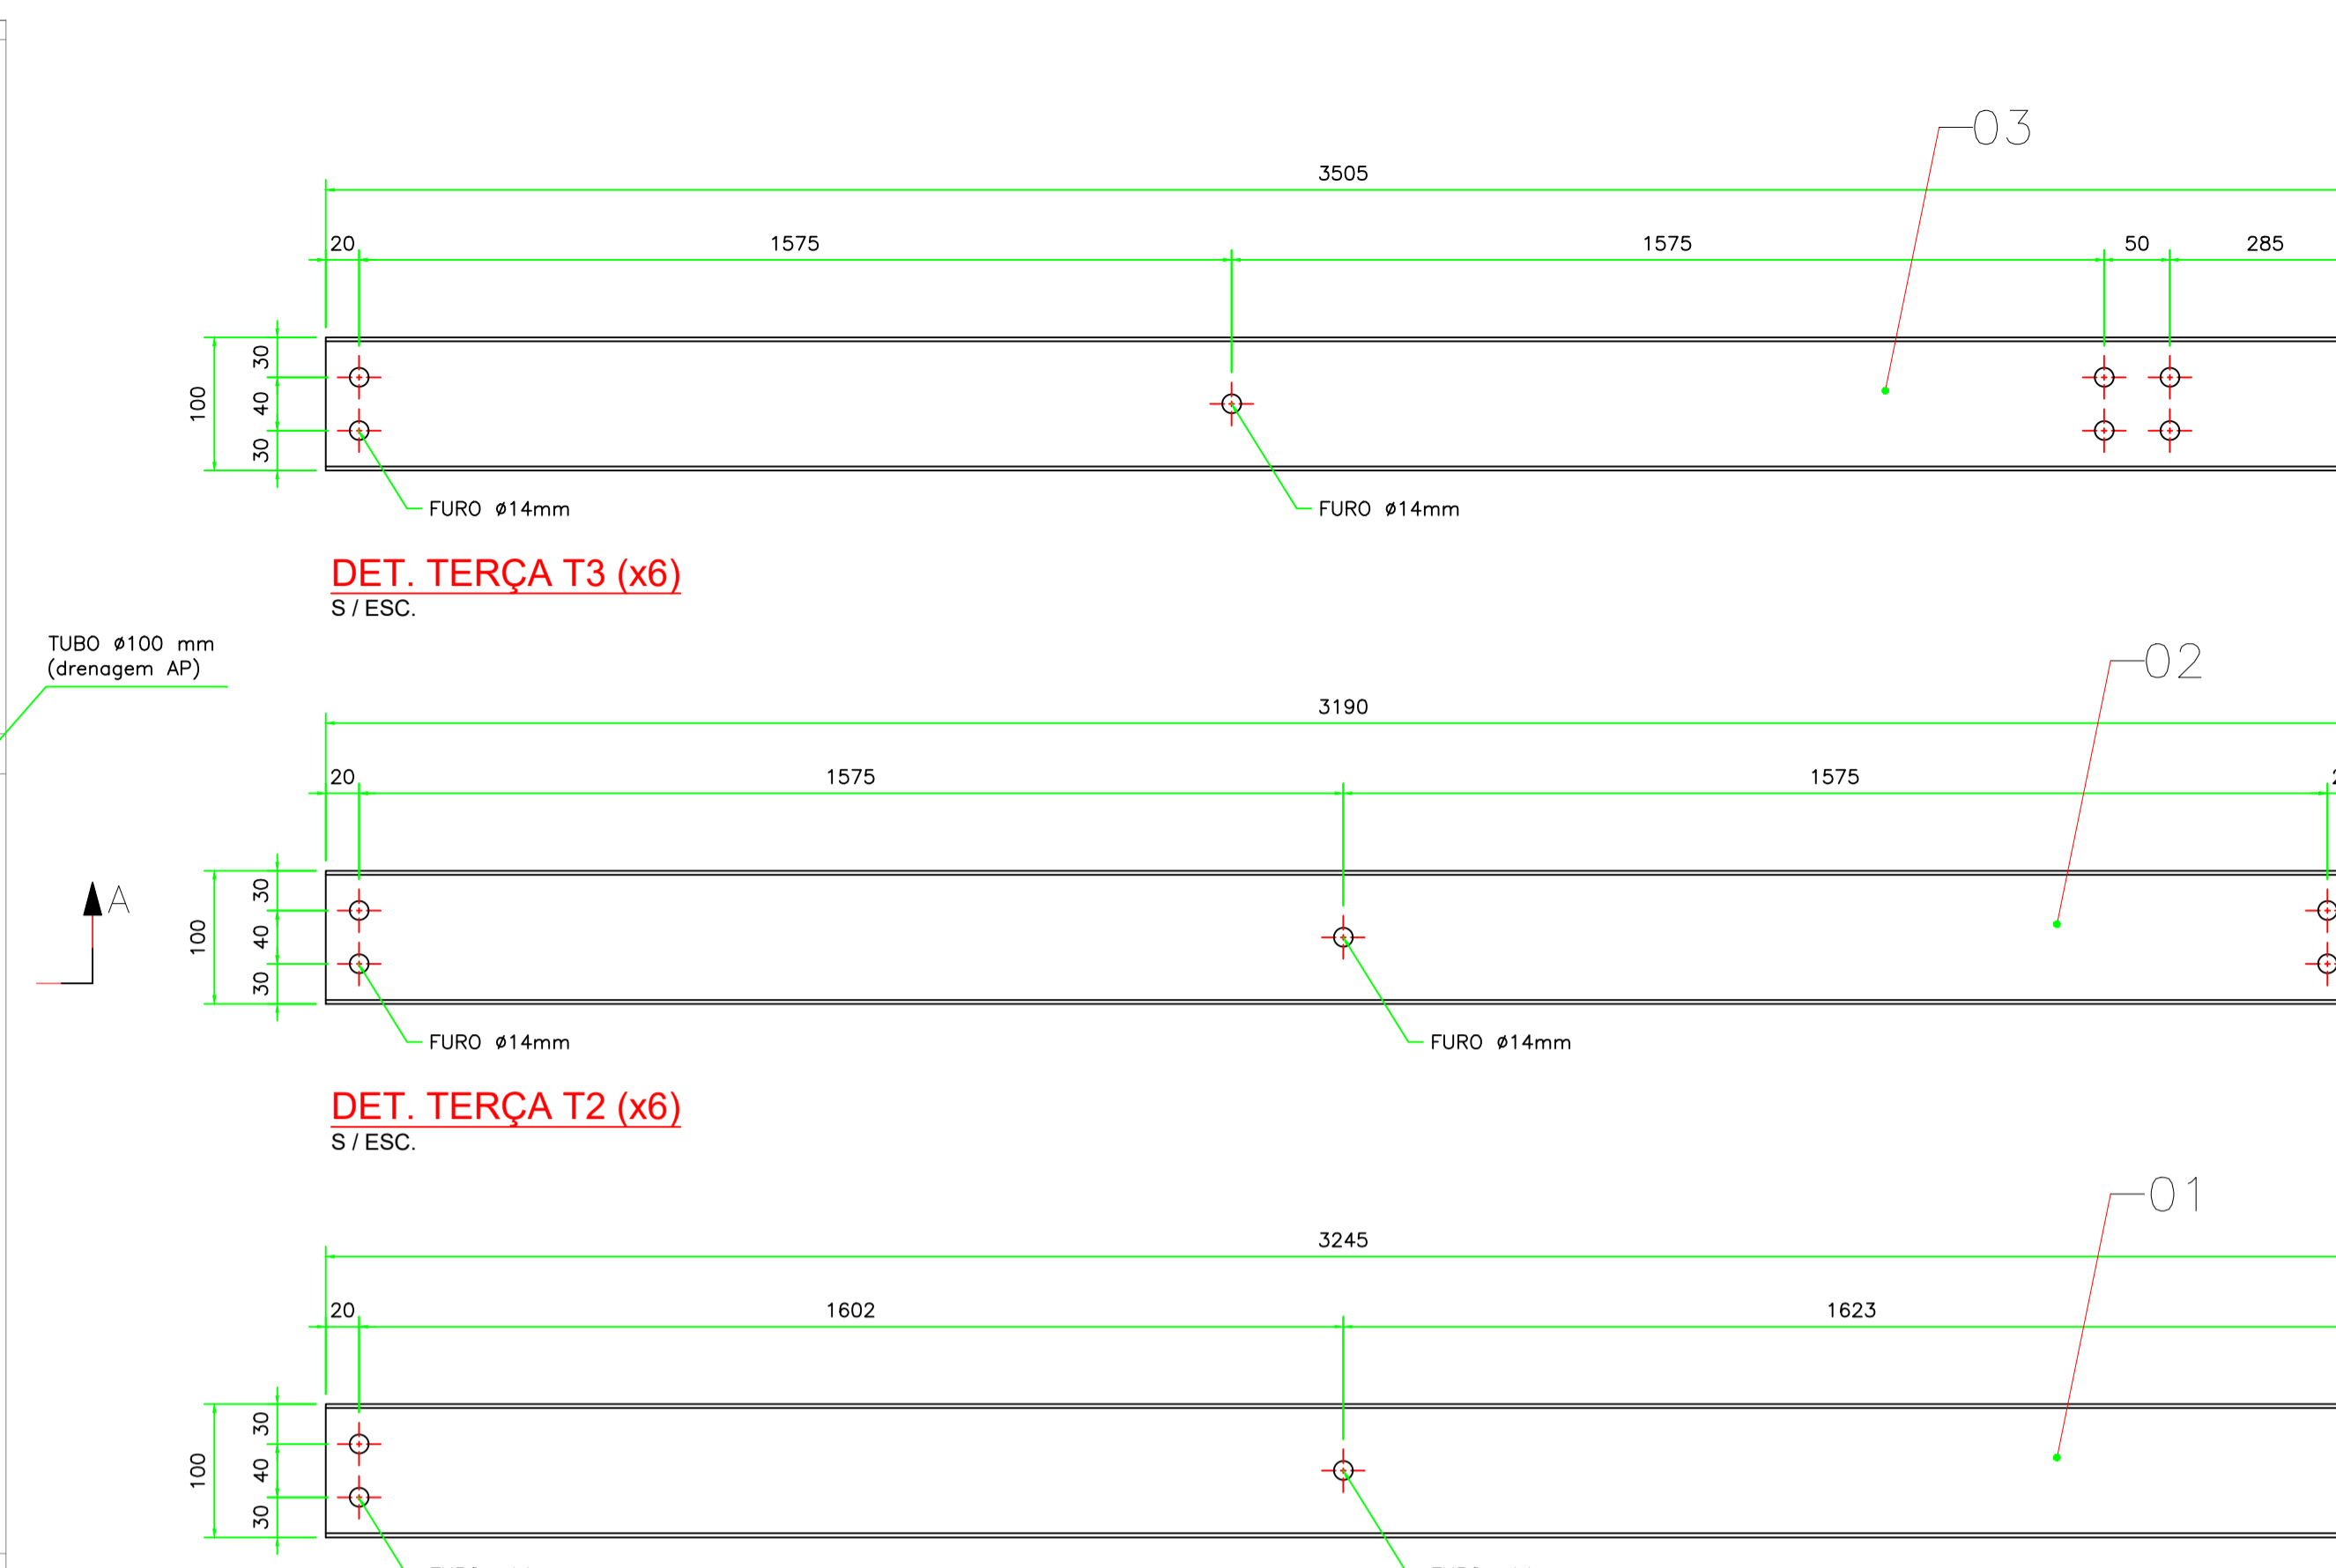 03
3505
20 1575 1575 50 285
100
30
40
30
FURO ø14mm FURO ø14mm
DET. TERÇA T3 (x6)
S / ESC.
TUBO ø100 mm
(drenagem AP)
02
3190
20 1575 1575
A
100
30
40
30
FURO ø14mm FURO ø14mm
DET. TERÇA T2 (x6)
S / ESC.
01
3245
20 1602 1623
100
30
40
30